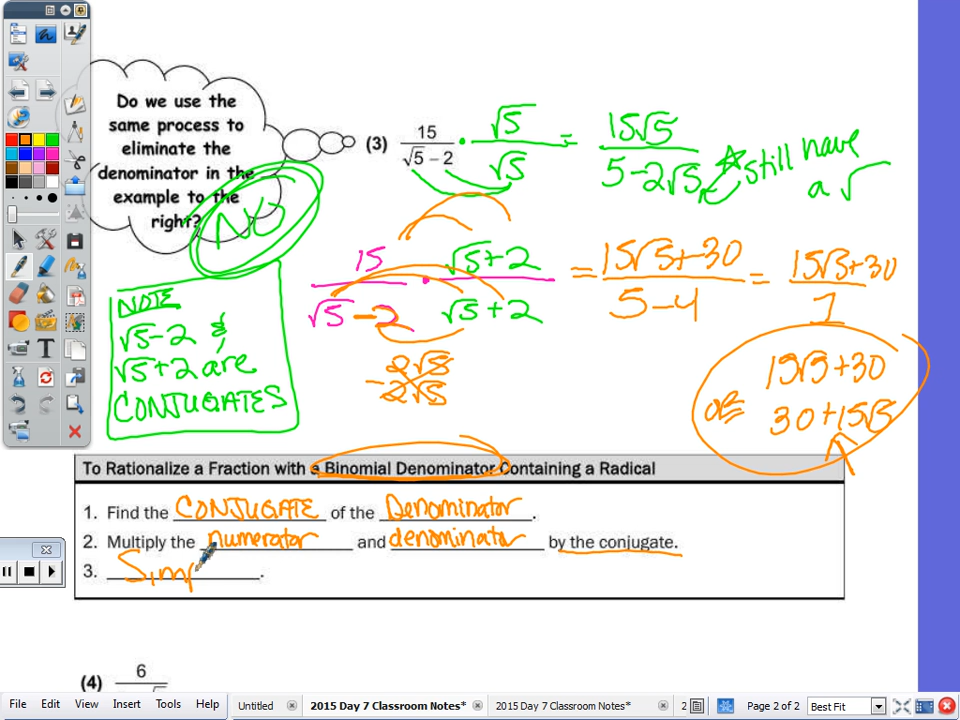 Do we use the
same process to
eliminate the
denominator in the
example to the
right?
NO
(3) 15/(√5 − 2) · √5/√5 = 15√5/(5−2√5) still have
a √
15/(√5−2) · (√5+2)/(√5+2) = (15√5+30)/(5−4) = (15√5+30)/1
2√5
−2√5
15√5+30
OR 30+15√5
NOTE
√5−2 &
√5+2 are
CONJUGATES
To Rationalize a Fraction with a Binomial Denominator Containing a Radical
1. Find the CONJUGATE of the Denominator.
2. Multiply the numerator and denominator by the conjugate.
3. Simp.
(4) 6
File Edit View Insert Tools Help Untitled 2015 Day 7 Classroom Notes* 2015 Day 7 Classroom Notes* 2 Page 2 of 2 Best Fit